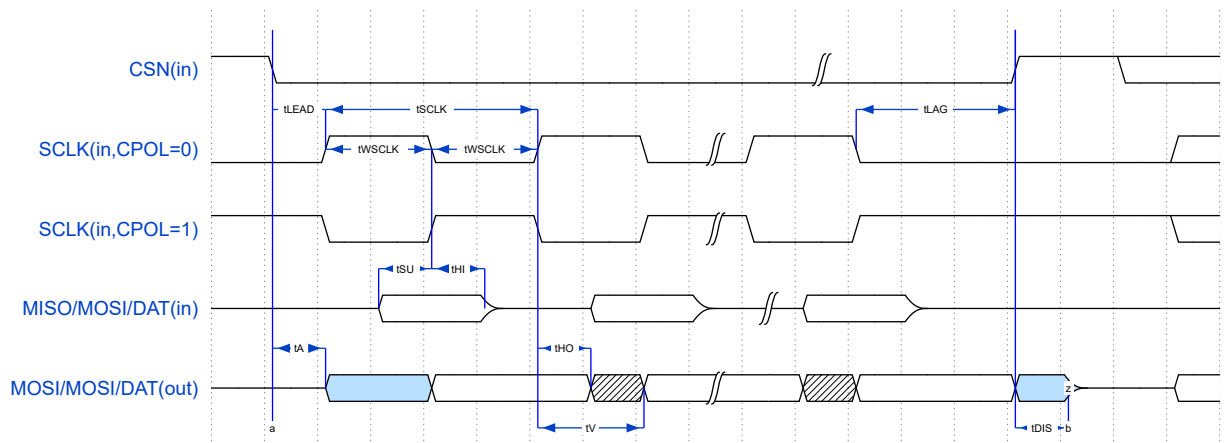 CSN(in)
tLEAD
tSCLK
tLAG
SCLK(in,CPOL=0)
tWSCLK
tWSCLK
SCLK(in,CPOL=1)
tSU
tHI
MISO/MOSI/DAT(in)
tA
tHO
MOSI/MOSI/DAT(out)
z
a
tV
tDIS
b